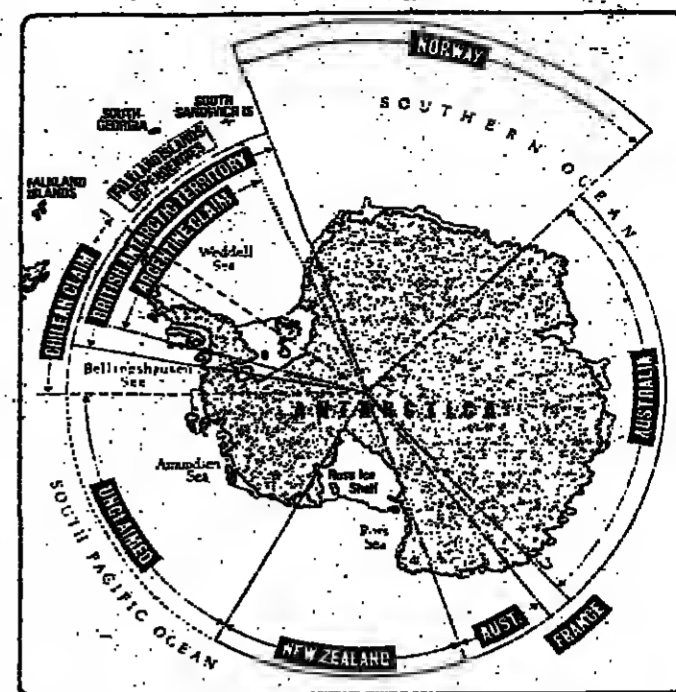 NORWAY
SOUTHERN OCEAN
SOUTH
GEORGIA
SOUTH
SANDWICH IS
FALKLAND
ISLANDS
FALKLAND ISLANDS
DEPENDENCIES
BRITISH ANTARCTIC TERRITORY
ARGENTINE CLAIM
CHILEAN CLAIM
Weddell
Sea
Bellingshausen
Sea
ANTARCTICA
AUSTRALIA
Amundsen
Sea
Ross Ice
Shelf
Ross
Sea
UNCLAIMED
SOUTH PACIFIC OCEAN
NEW ZEALAND
AUST.
FRANCE